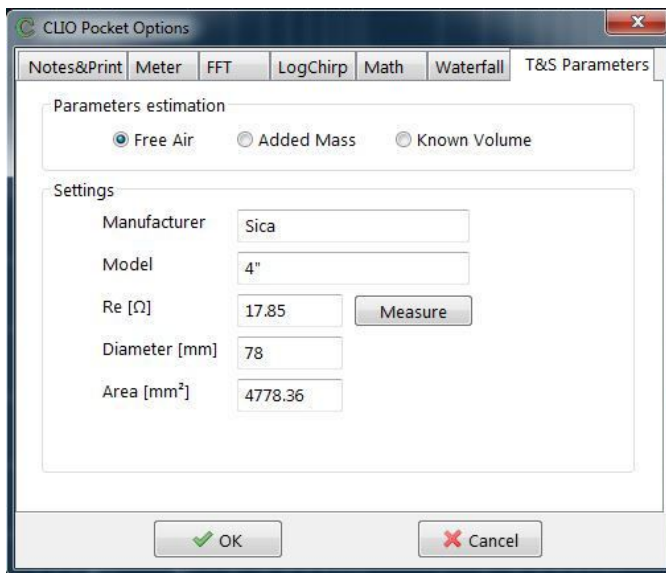 CLIO Pocket Options
Notes&Print Meter FFT LogChirp Math Waterfall T&S Parameters
Parameters estimation
Free Air Added Mass Known Volume
Settings
Manufacturer Sica
Model 4"
Re [Ω] 17.85 Measure
Diameter [mm] 78
Area [mm²] 4778.36
OK Cancel